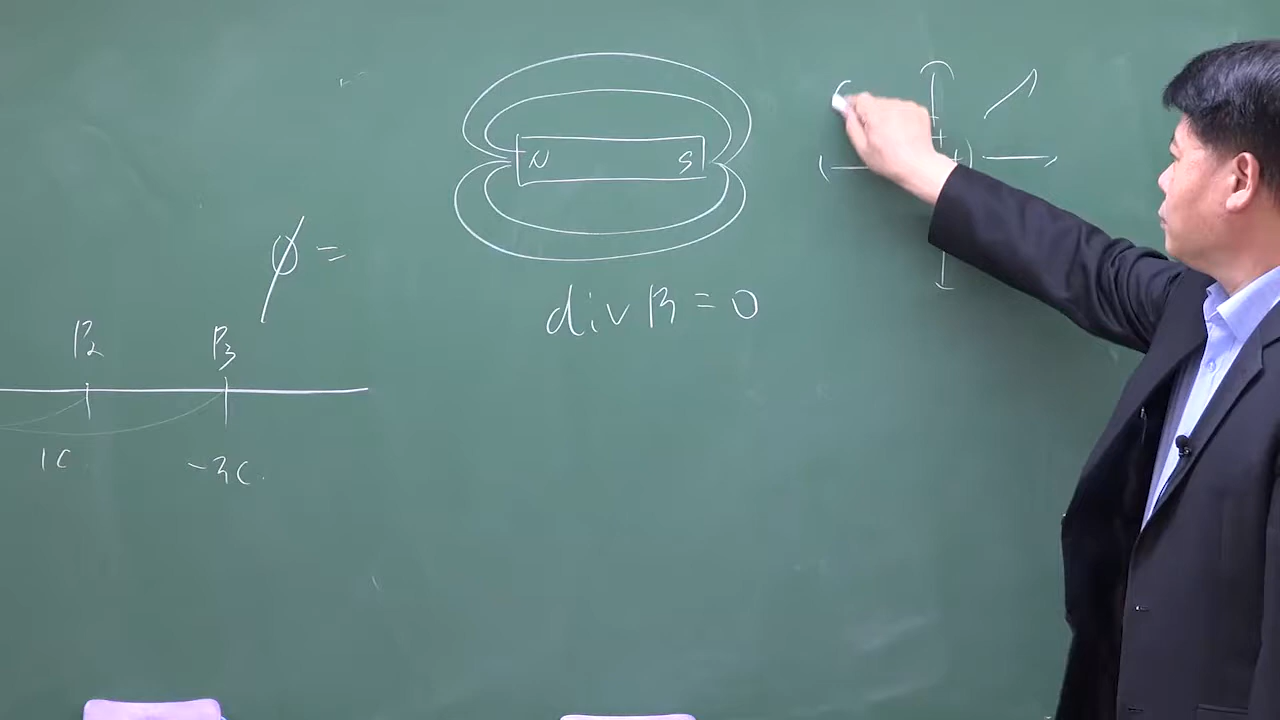 N S
+
+
∅ =
div B = 0
P₂ P₃
1C -3C.